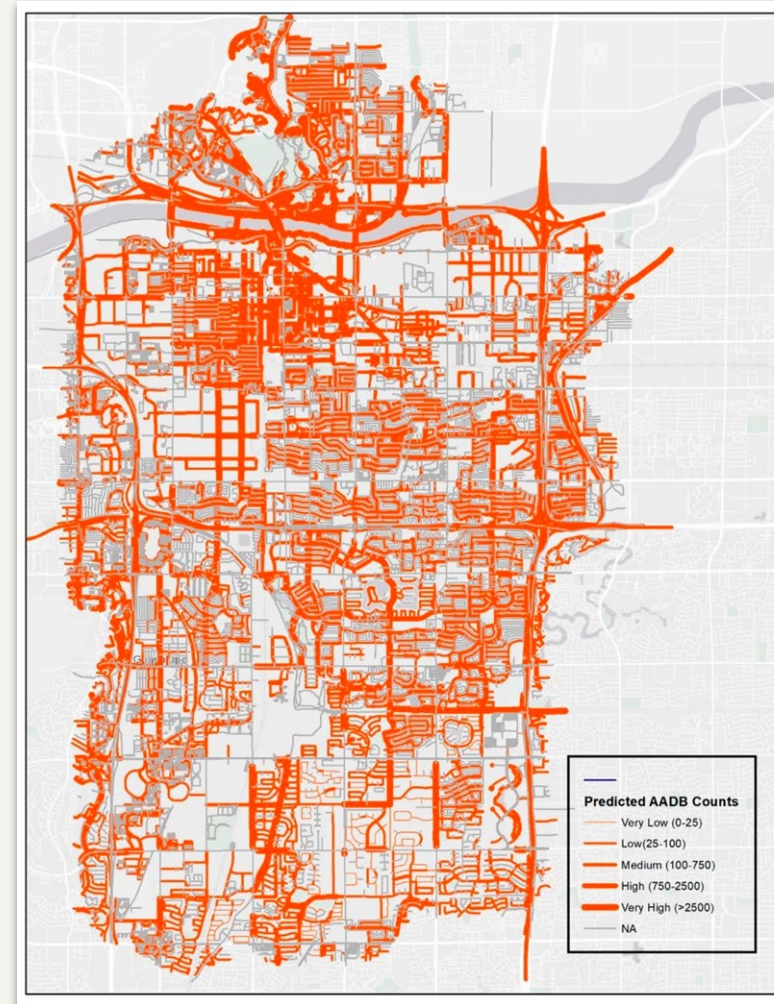 Predicted AADB Counts
Very Low (0-25)
Low(25-100)
Medium (100-750)
High (750-2500)
Very High (>2500)
NA